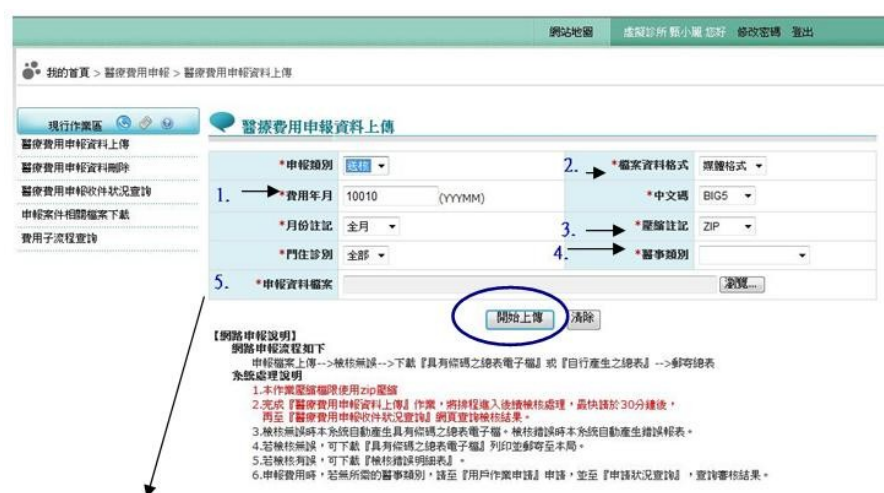 網站地圖 虛擬診所 甄小麗 您好 修改密碼 登出
我的首頁 > 醫療費用申報 > 醫療費用申報資料上傳
現行作業區
醫療費用申報資料上傳
醫療費用申報資料刪除
醫療費用申報收件狀況查詢
申報案件相關檔案下載
費用子流程查詢
醫療費用申報資料上傳
*申報類別 送核 2. *檔案資料格式 媒體格式
1. *費用年月 10010 (YYYMM) *中文碼 BIG5
*月份註記 全月 3. *壓縮註記 ZIP
*門住診別 全部 4. *醫事類別
5. *申報資料檔案 瀏覽...
開始上傳 清除
【網路申報說明】
網路申報流程如下
申報檔案上傳-->檢核無誤-->下載『具有條碼之總表電子檔』或『自行產生之總表』-->郵寄總表
系統處理說明
1.本作業壓縮檔限使用zip壓縮
2.完成『醫療費用申報資料上傳』作業，將排程進入後續檢核處理，最快請於30分鐘後，
再至『醫療費用申報收件狀況查詢』網頁查詢檢核結果。
3.檢核無誤時本系統自動產生具有條碼之總表電子檔。檢核錯誤時本系統自動產生錯誤報表。
4.若檢核無誤，可下載『具有條碼之總表電子檔』列印並郵寄至本局。
5.若檢核有誤，可下載『檢核錯誤明細表』。
6.申報費用時，若無所需的醫事類別，請至『用戶作業申請』申請，並至『申請狀況查詢』，查詢審核結果。